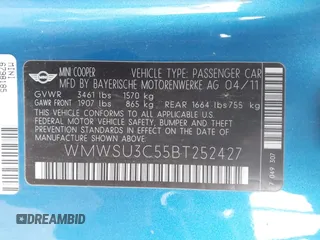 MINI COOPER VEHICLE TYPE: PASSENGER CAR
MFD BY BAYERISCHE MOTORENWERKE AG 04/11
GVWR 3461 lbs 1570 kg
GAWR FRONT 1907 lbs 865 kg REAR 1664 lbs 755 kg
THIS VEHICLE CONFORMS TO ALL APPLICABLE FEDERAL
MOTOR VEHICLE SAFETY, BUMPER, AND THEFT PREVENTION
STANDARDS IN EFFECT ON THE DATE OF
MANUFACTURE SHOWN ABOVE.
WMWSU3C55BT252427
MINI
DREAMBID